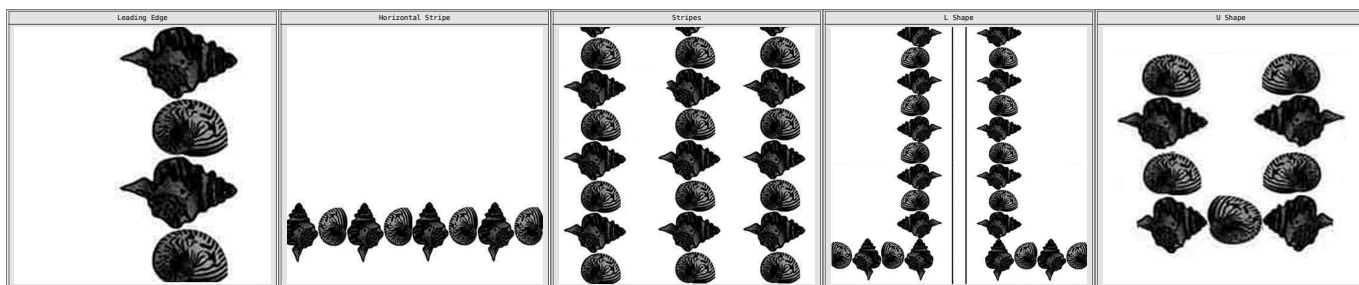 Leading Edge
Horizontal Stripe
Stripes
L Shape
U Shape